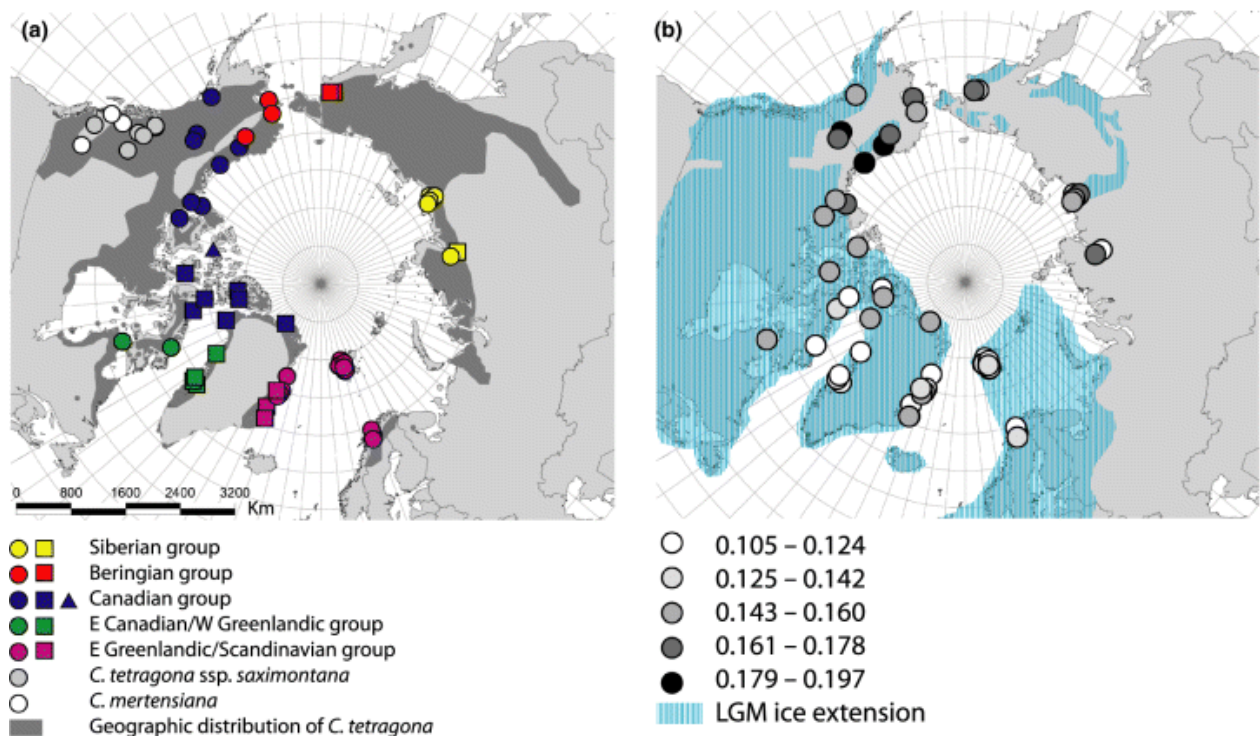 (a)
(b)
0 800 1600 2400 3200
Km
Siberian group
Beringian group
Canadian group
E Canadian/W Greenlandic group
E Greenlandic/Scandinavian group
C. tetragona ssp. saximontana
C. mertensiana
Geographic distribution of C. tetragona
0.105 – 0.124
0.125 – 0.142
0.143 – 0.160
0.161 – 0.178
0.179 – 0.197
LGM ice extension